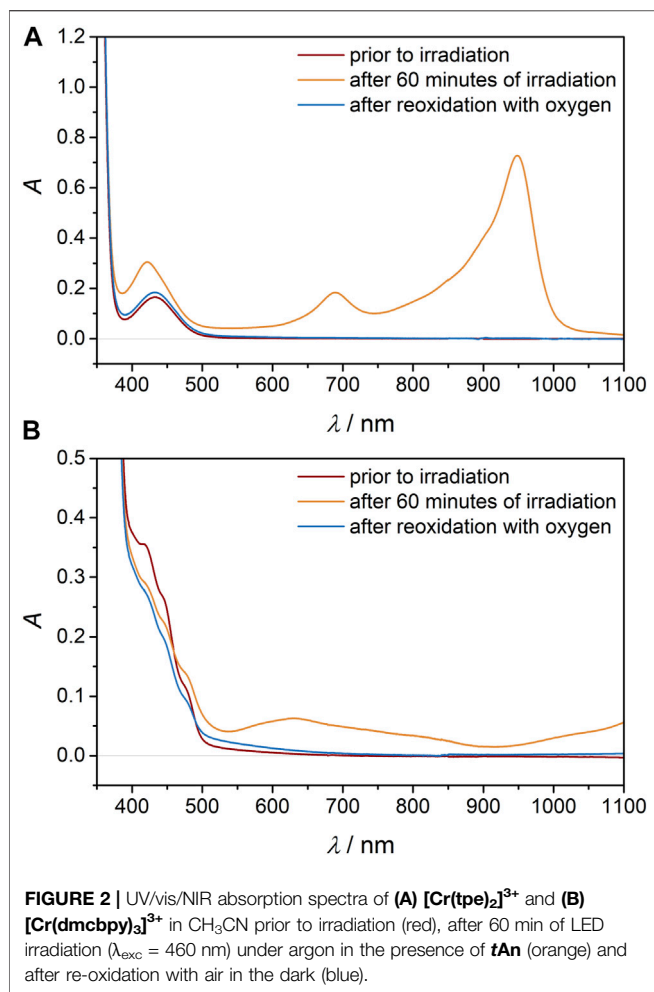 A
1.2
prior to irradiation
1.0
after 60 minutes of irradiation
after reoxidation with oxygen
0.8
A
0.6
0.4
0.2
0.0
400 500 600 700 800 900 1000 1100
λ / nm
B
0.5
prior to irradiation
after 60 minutes of irradiation
0.4
after reoxidation with oxygen
0.3
A
0.2
0.1
0.0
400 500 600 700 800 900 1000 1100
λ / nm
FIGURE 2 | UV/vis/NIR absorption spectra of (A) [Cr(tpe)₂]³⁺ and (B)
[Cr(dmcbpy)₃]³⁺ in CH₃CN prior to irradiation (red), after 60 min of LED
irradiation (λexc = 460 nm) under argon in the presence of tAn (orange) and
after re-oxidation with air in the dark (blue).